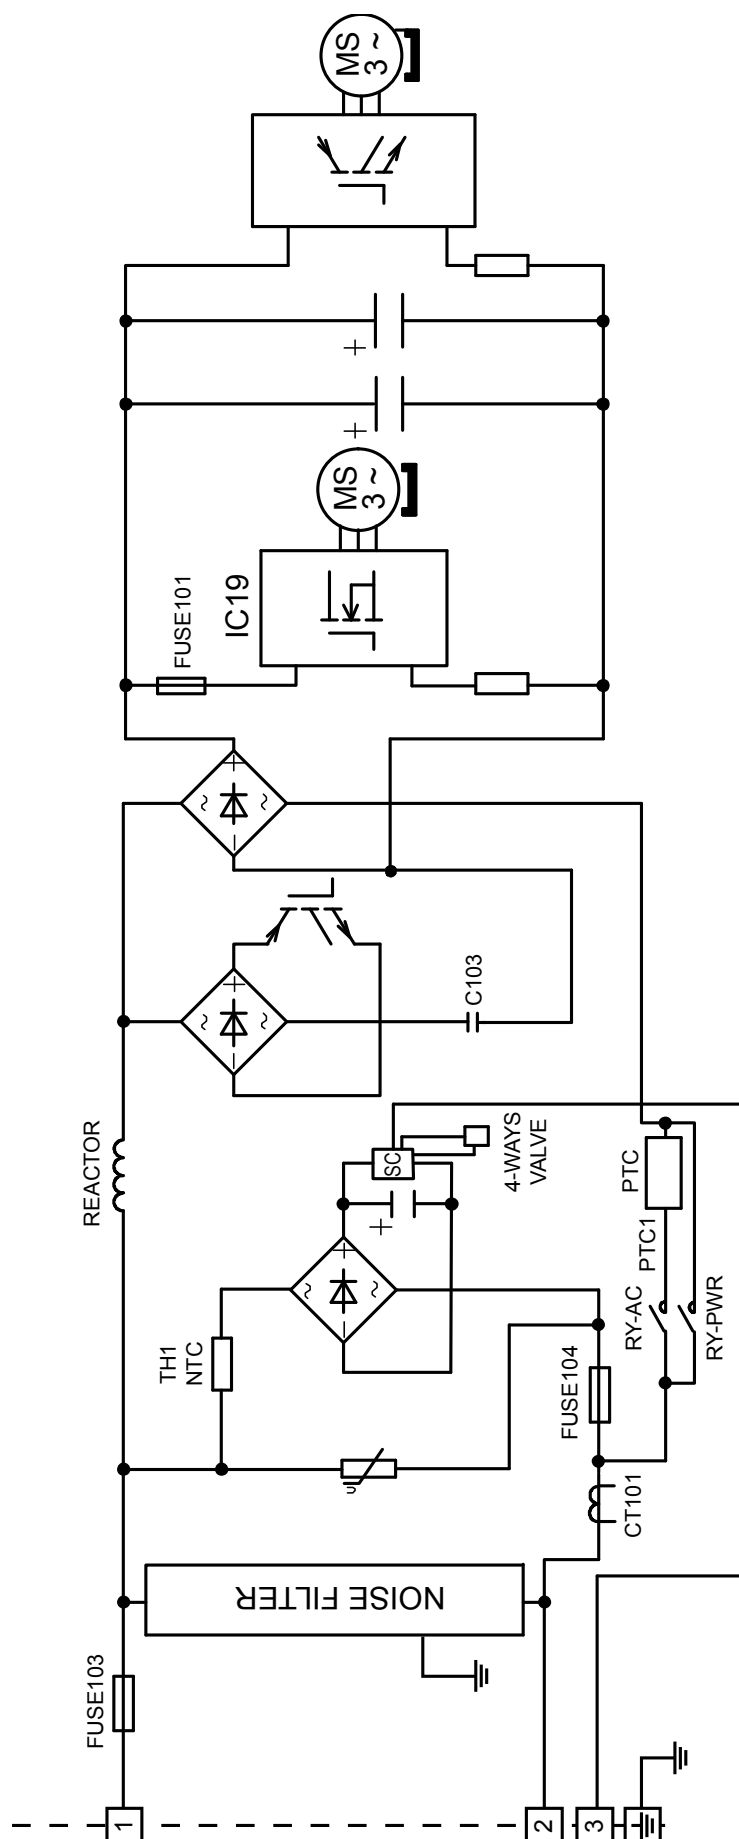 MS
3 ~
+
+
MS
3 ~
IC19
FUSE101
+
~
~
−
C103
+
~
~
−
REACTOR
SC
4-WAYS
VALVE
+
+
~
~
−
TH1
NTC
PTC
PTC1
RY-AC
RY-PWR
FUSE104
U
CT101
NOISE FILTER
FUSE103
1
2
3